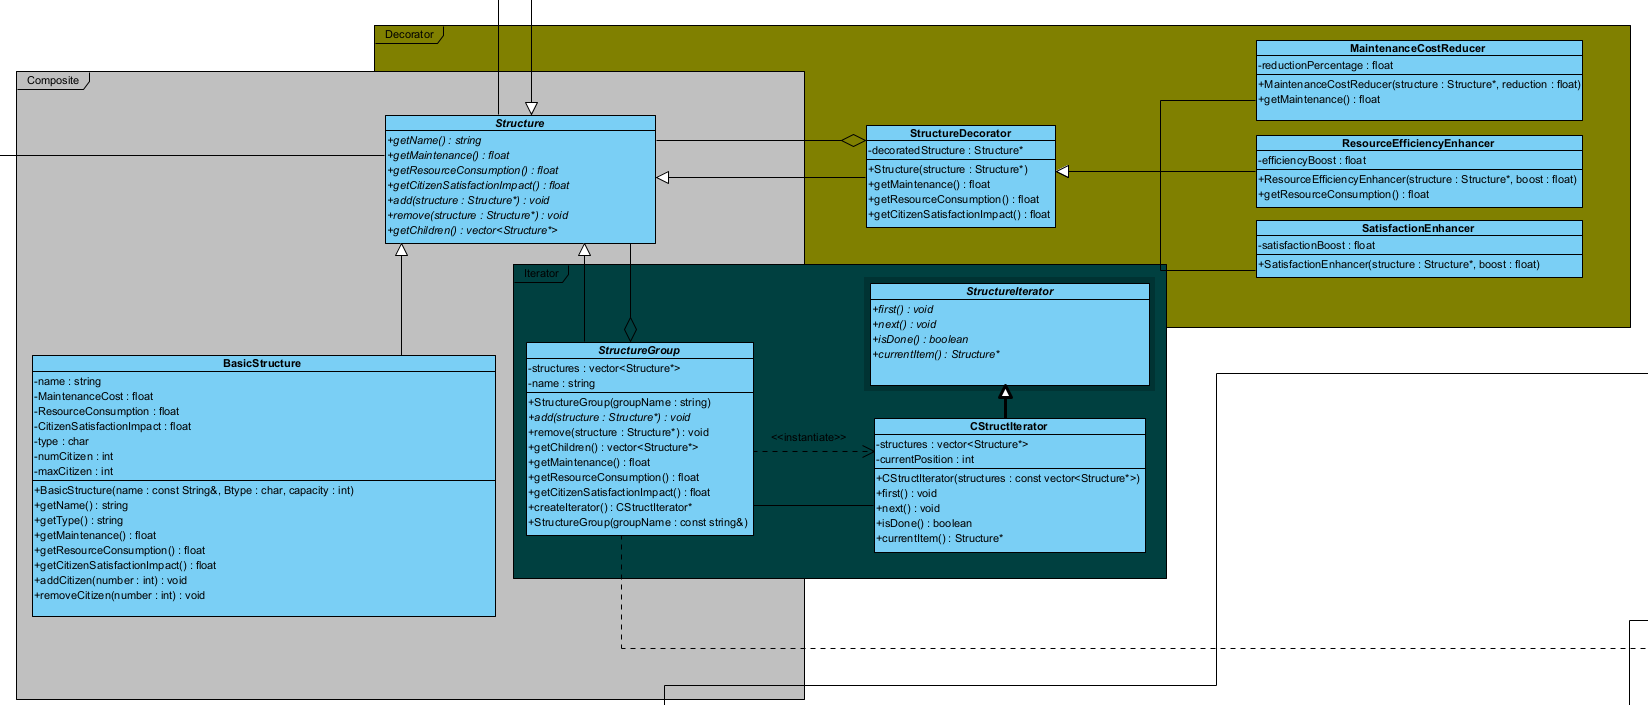 Decorator
MaintenanceCostReducer
-reductionPercentage : float
+MaintenanceCostReducer(structure : Structure*, reduction : float)
+getMaintenance() : float
Composite
Structure
+getName() : string
+getMaintenance() : float
+getResourceConsumption() : float
+getCitizenSatisfactionImpact() : float
+add(structure : Structure*) : void
+remove(structure : Structure*) : void
+getChildren() : vector<Structure*>
StructureDecorator
-decoratedStructure : Structure*
+Structure(structure : Structure*)
+getMaintenance() : float
+getResourceConsumption() : float
+getCitizenSatisfactionImpact() : float
ResourceEfficiencyEnhancer
-efficiencyBoost : float
+ResourceEfficiencyEnhancer(structure : Structure*, boost : float)
+getResourceConsumption() : float
SatisfactionEnhancer
-satisfactionBoost : float
+SatisfactionEnhancer(structure : Structure*, boost : float)
Iterator
StructureIterator
+first() : void
+next() : void
+isDone() : boolean
+currentItem() : Structure*
BasicStructure
-name : string
-MaintenanceCost : float
-ResourceConsumption : float
-CitizenSatisfactionImpact : float
-type : char
-numCitizen : int
-maxCitizen : int
+BasicStructure(name : const String&, Btype : char, capacity : int)
+getName() : string
+getType() : string
+getMaintenance() : float
+getResourceConsumption() : float
+getCitizenSatisfactionImpact() : float
+addCitizen(number : int) : void
+removeCitizen(number : int) : void
StructureGroup
-structures : vector<Structure*>
-name : string
+StructureGroup(groupName : string)
+add(structure : Structure*) : void
+remove(structure : Structure*) : void
+getChildren() : vector<Structure*>
+getMaintenance() : float
+getResourceConsumption() : float
+getCitizenSatisfactionImpact() : float
+createIterator() : CStructIterator*
+StructureGroup(groupName : const string&)
<<instantiate>>
CStructIterator
-structures : vector<Structure*>
-currentPosition : int
+CStructIterator(structures : const vector<Structure*>)
+first() : void
+next() : void
+isDone() : boolean
+currentItem() : Structure*